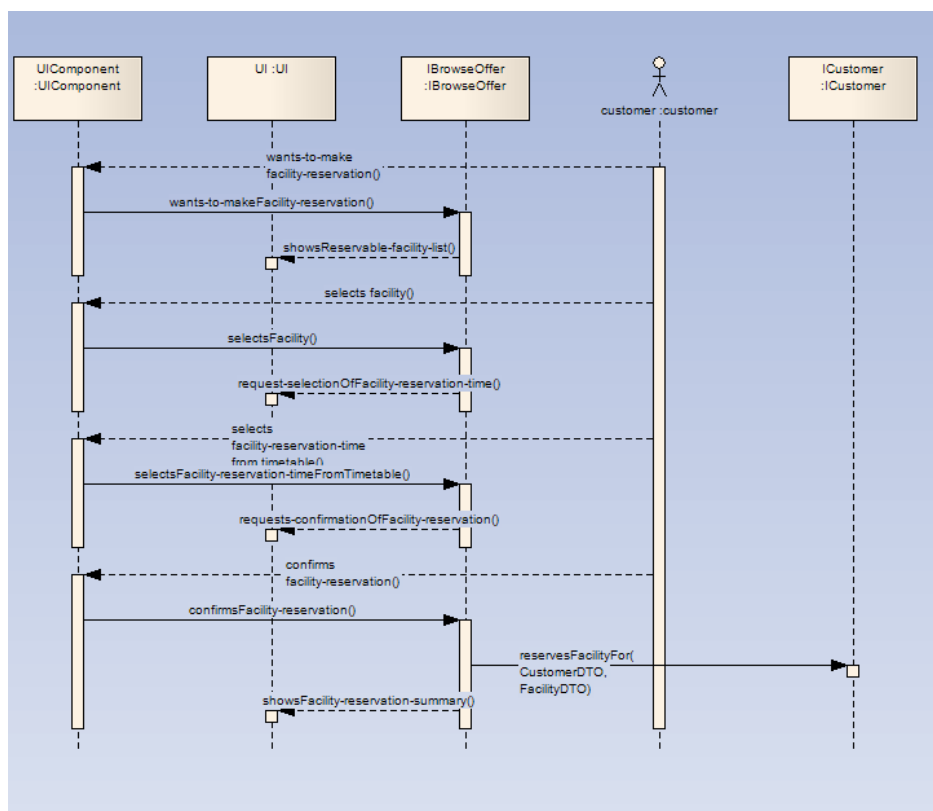 UIComponent
:UIComponent
UI :UI
IBrowseOffer
:IBrowseOffer
customer :customer
ICustomer
:ICustomer
wants-to-make
facility-reservation()
wants-to-makeFacility-reservation()
showsReservable-facility-list()
selects facility()
selectsFacility()
request-selectionOfFacility-reservation-time()
selects
facility-reservation-time
from timetable()
selectsFacility-reservation-timeFromTimetable()
requests-confirmationOfFacility-reservation()
confirms
facility-reservation()
confirmsFacility-reservation()
reservesFacilityFor(
CustomerDTO,
FacilityDTO)
showsFacility-reservation-summary()